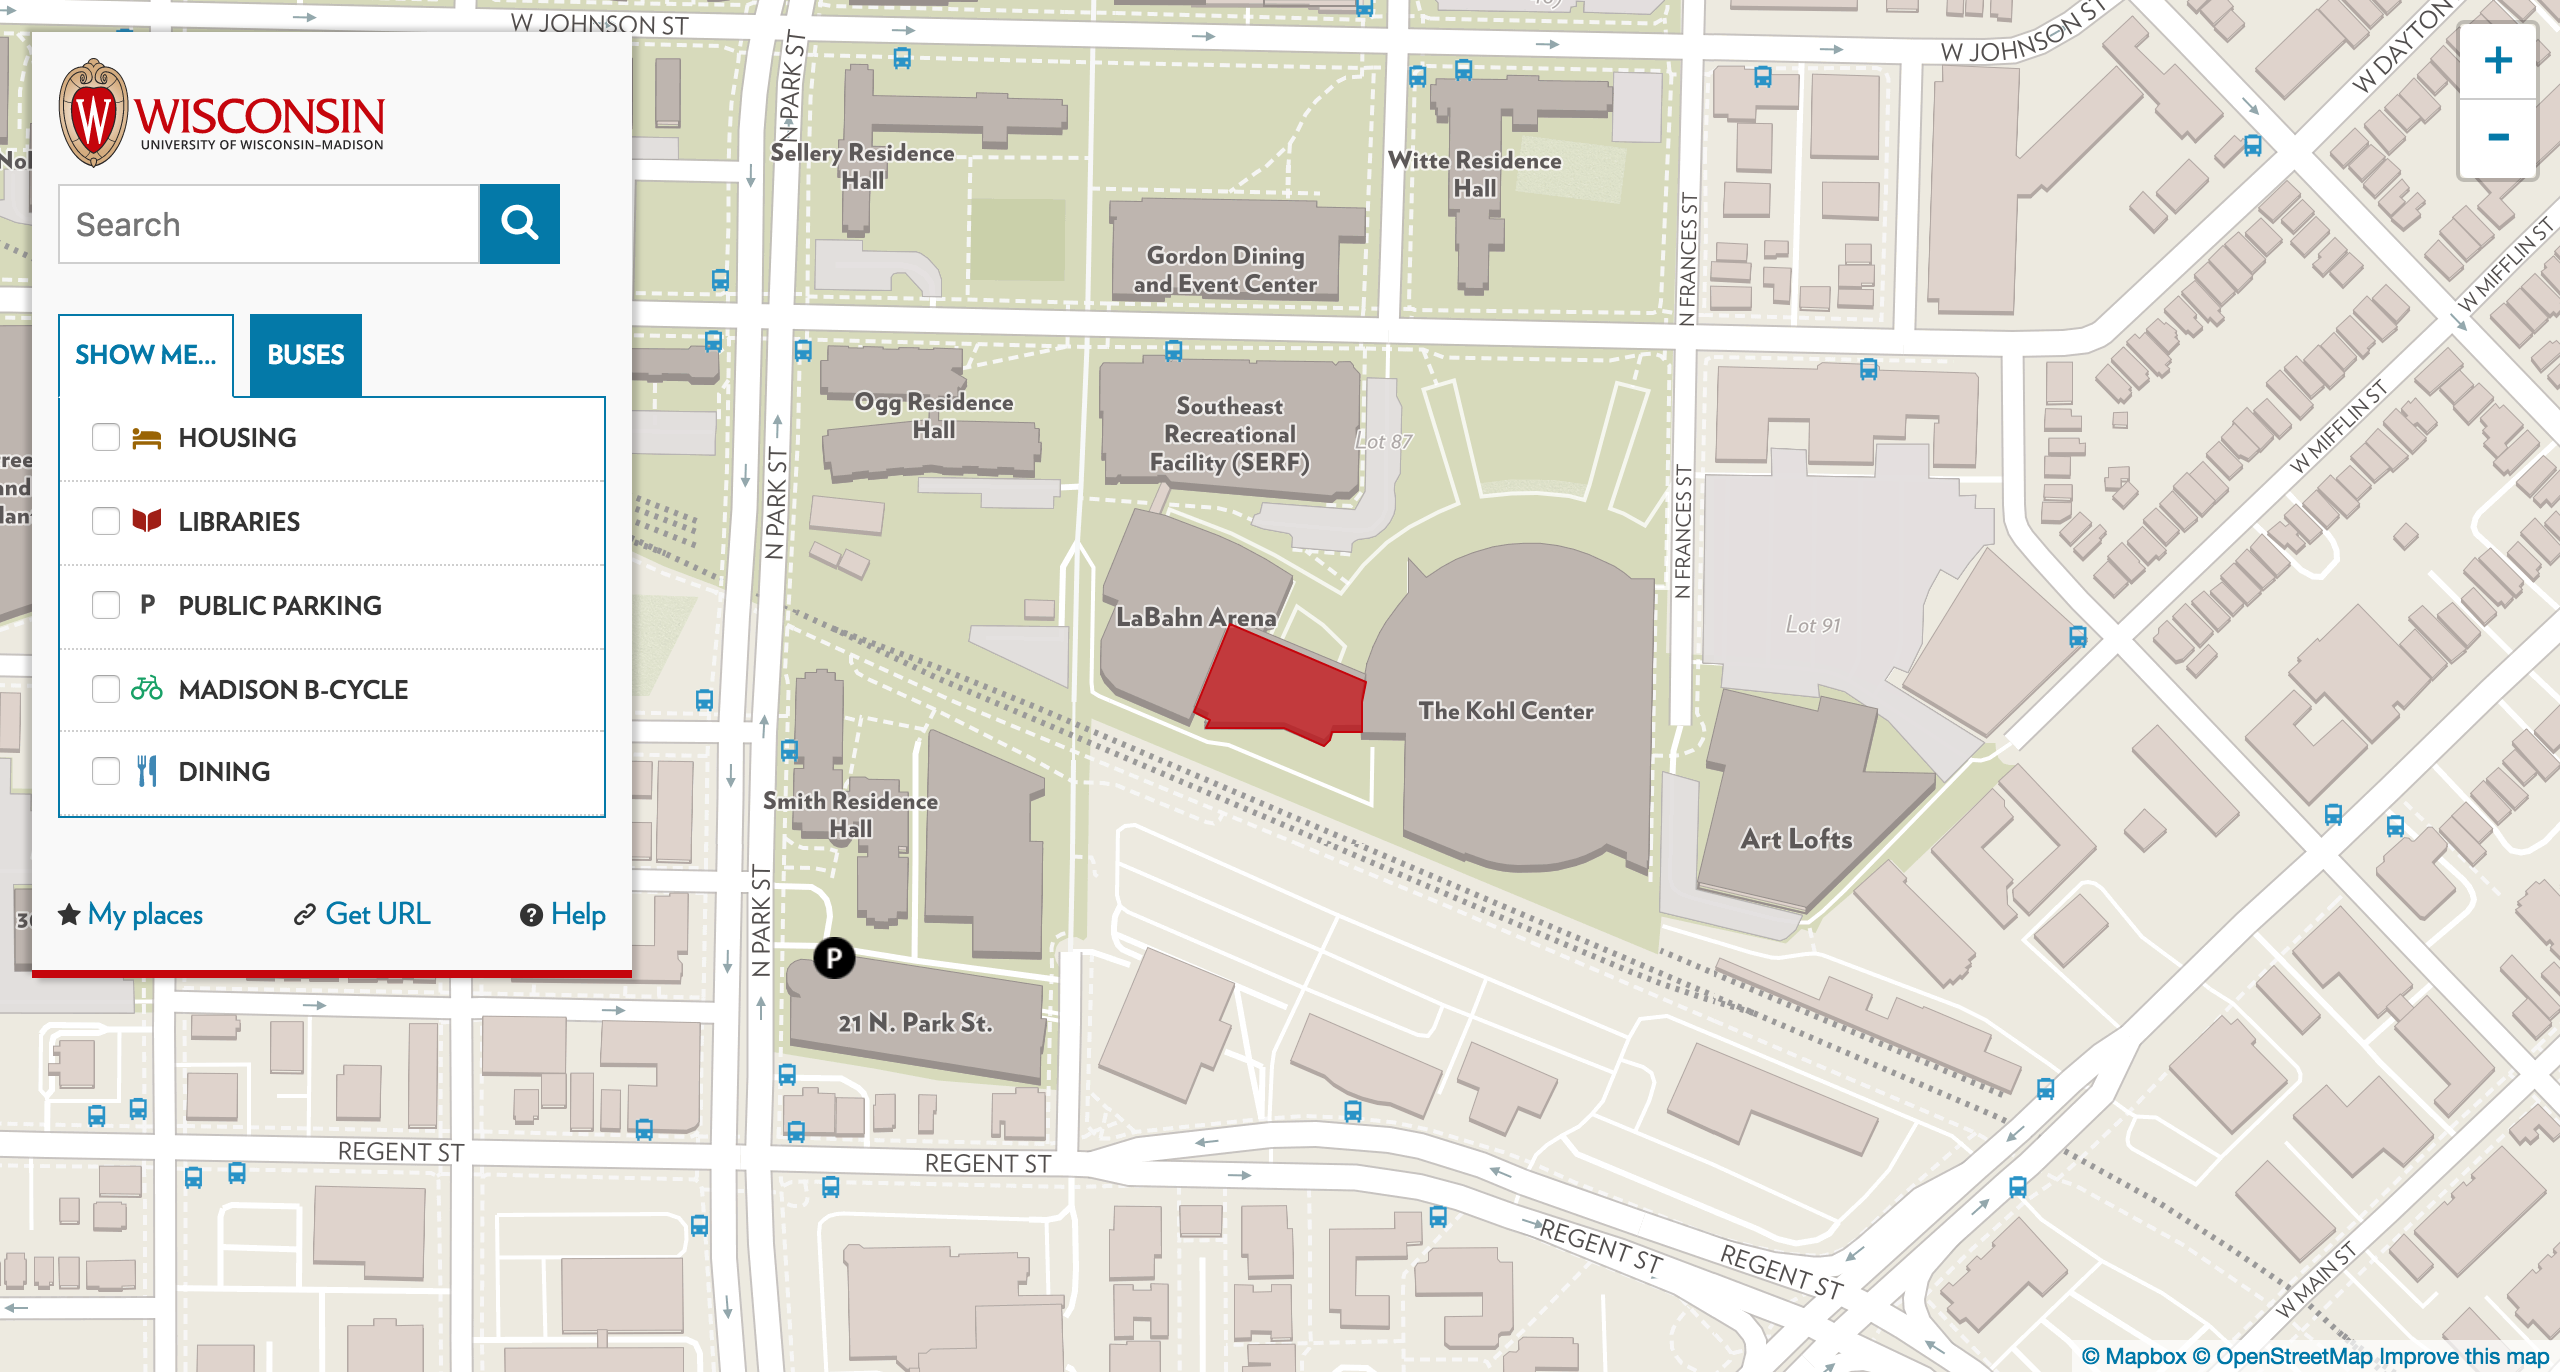 W JOHNSON ST
W JOHNSON ST
W DAYTON
N PARK ST
WISCONSIN
UNIVERSITY OF WISCONSIN–MADISON
Search
SHOW ME...
BUSES
HOUSING
LIBRARIES
P PUBLIC PARKING
MADISON B-CYCLE
DINING
My places
Get URL
Help
+
-
Sellery Residence
Hall
Witte Residence
Hall
Gordon Dining
and Event Center
N FRANCES ST
W MIFFLIN ST
W MIFFLIN ST
Ogg Residence
Hall
Southeast
Recreational
Facility (SERF)
Lot 87
N PARK ST
N FRANCES ST
LaBahn Arena
Lot 91
The Kohl Center
Smith Residence
Hall
Art Lofts
N PARK ST
P
21 N. Park St.
REGENT ST
REGENT ST
REGENT ST
REGENT ST
W MAIN ST
© Mapbox © OpenStreetMap Improve this map